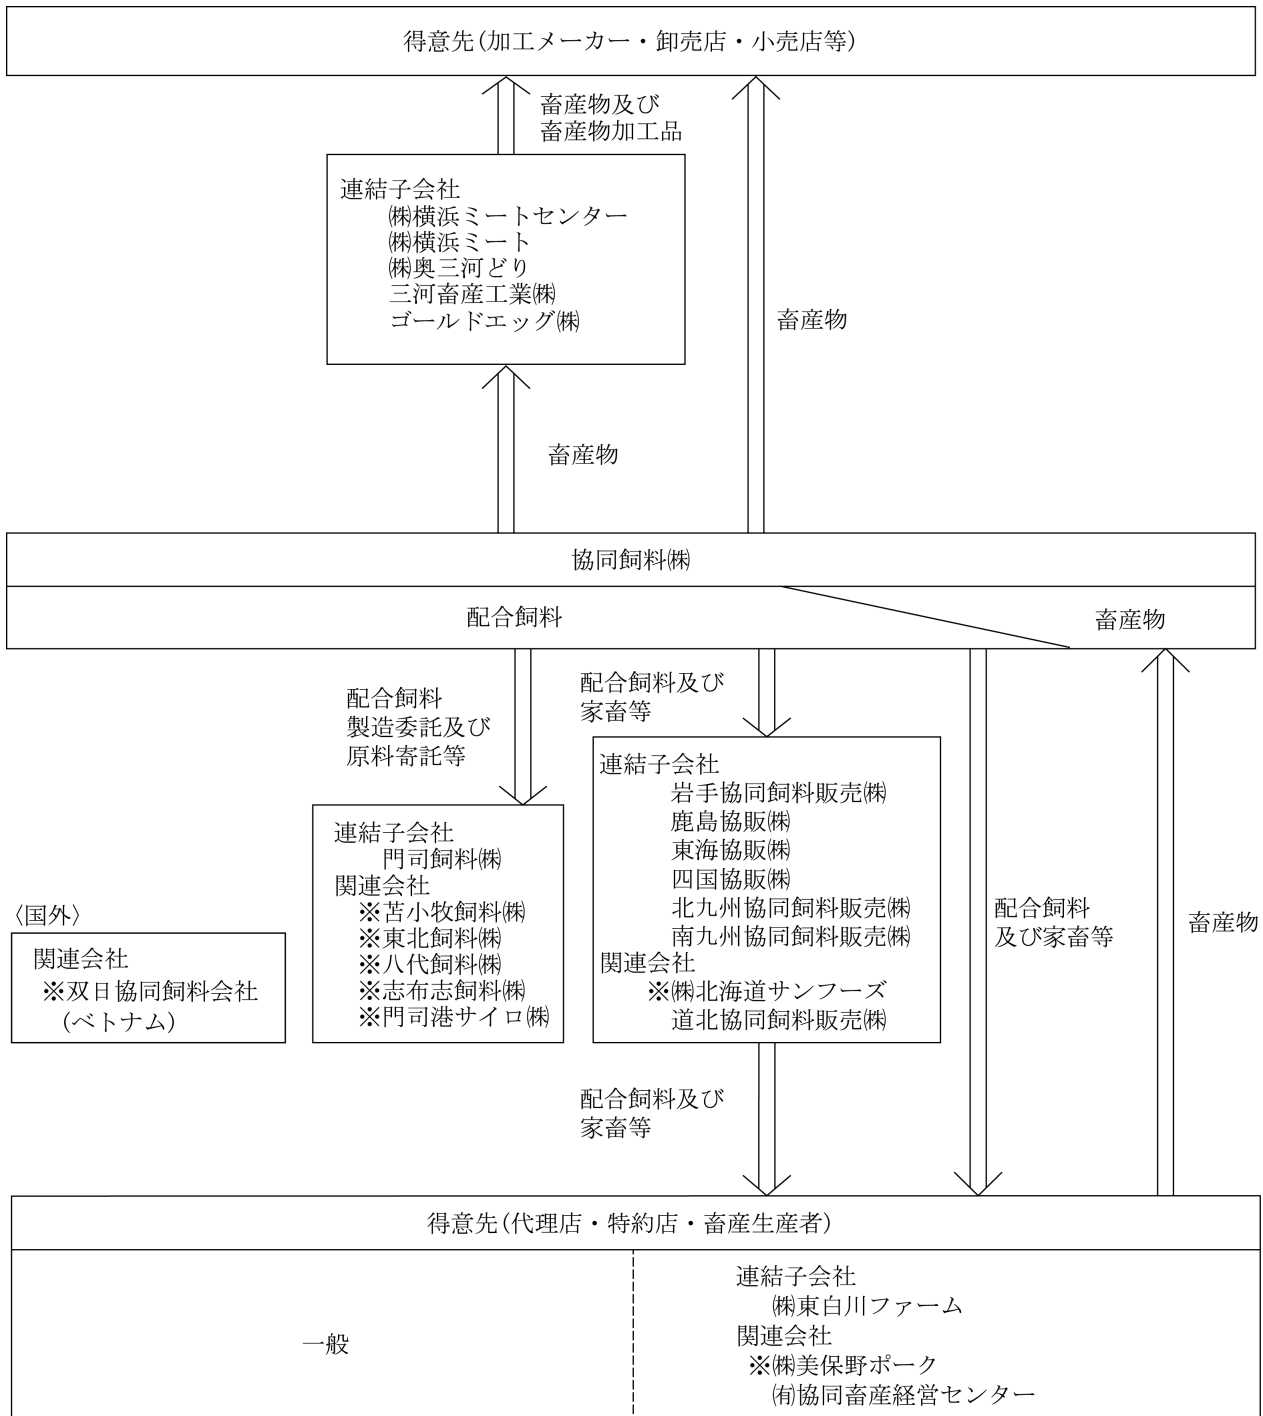 得意先(加工メーカー・卸売店・小売店等)
畜産物及び
畜産物加工品
連結子会社
㈱横浜ミートセンター
㈱横浜ミート
㈱奥三河どり
三河畜産工業㈱
ゴールドエッグ㈱
畜産物
畜産物
協同飼料㈱
配合飼料
畜産物
配合飼料
製造委託及び
原料寄託等
配合飼料及び
家畜等
連結子会社
門司飼料㈱
関連会社
※苫小牧飼料㈱
※東北飼料㈱
※八代飼料㈱
※志布志飼料㈱
※門司港サイロ㈱
連結子会社
岩手協同飼料販売㈱
鹿島協販㈱
東海協販㈱
四国協販㈱
北九州協同飼料販売㈱
南九州協同飼料販売㈱
関連会社
※㈱北海道サンフーズ
道北協同飼料販売㈱
〈国外〉
関連会社
※双日協同飼料会社
(ベトナム)
配合飼料
及び家畜等
畜産物
配合飼料及び
家畜等
得意先(代理店・特約店・畜産生産者)
一般
連結子会社
㈱東白川ファーム
関連会社
※㈱美保野ポーク
㈲協同畜産経営センター